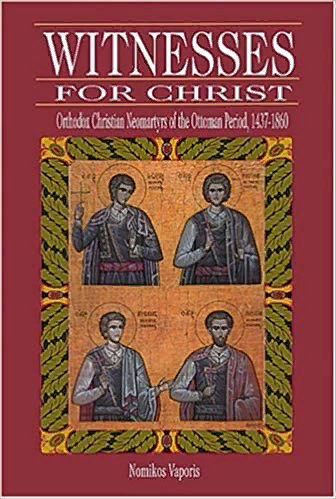 WITNESSES
FOR CHRIST
Orthodox Christian Neomartyrs of the Ottoman Period, 1437-1860
Nomikos Vaporis